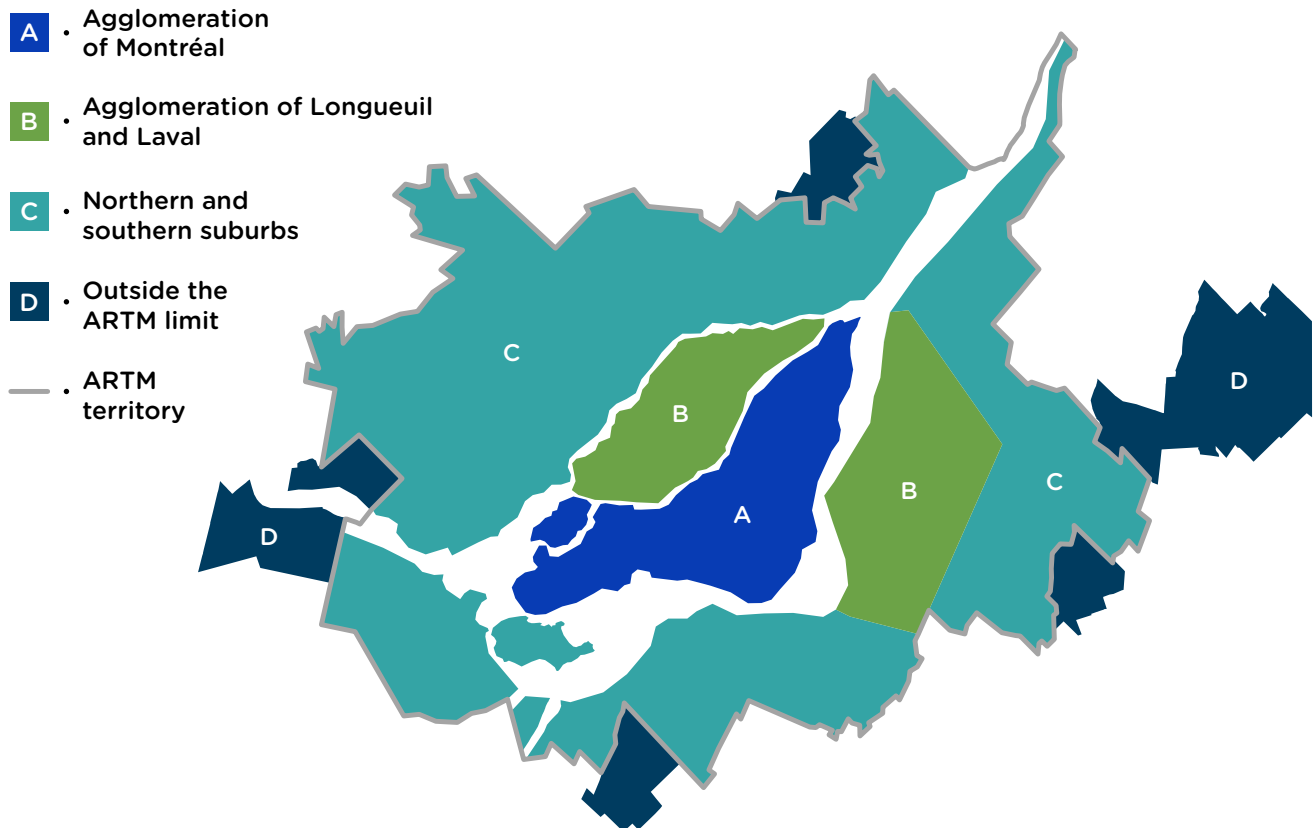 A · Agglomeration
of Montréal
B · Agglomeration of Longueuil
and Laval
C · Northern and
southern suburbs
D · Outside the
ARTM limit
· ARTM
territory
C
B
A
B
C
D
D